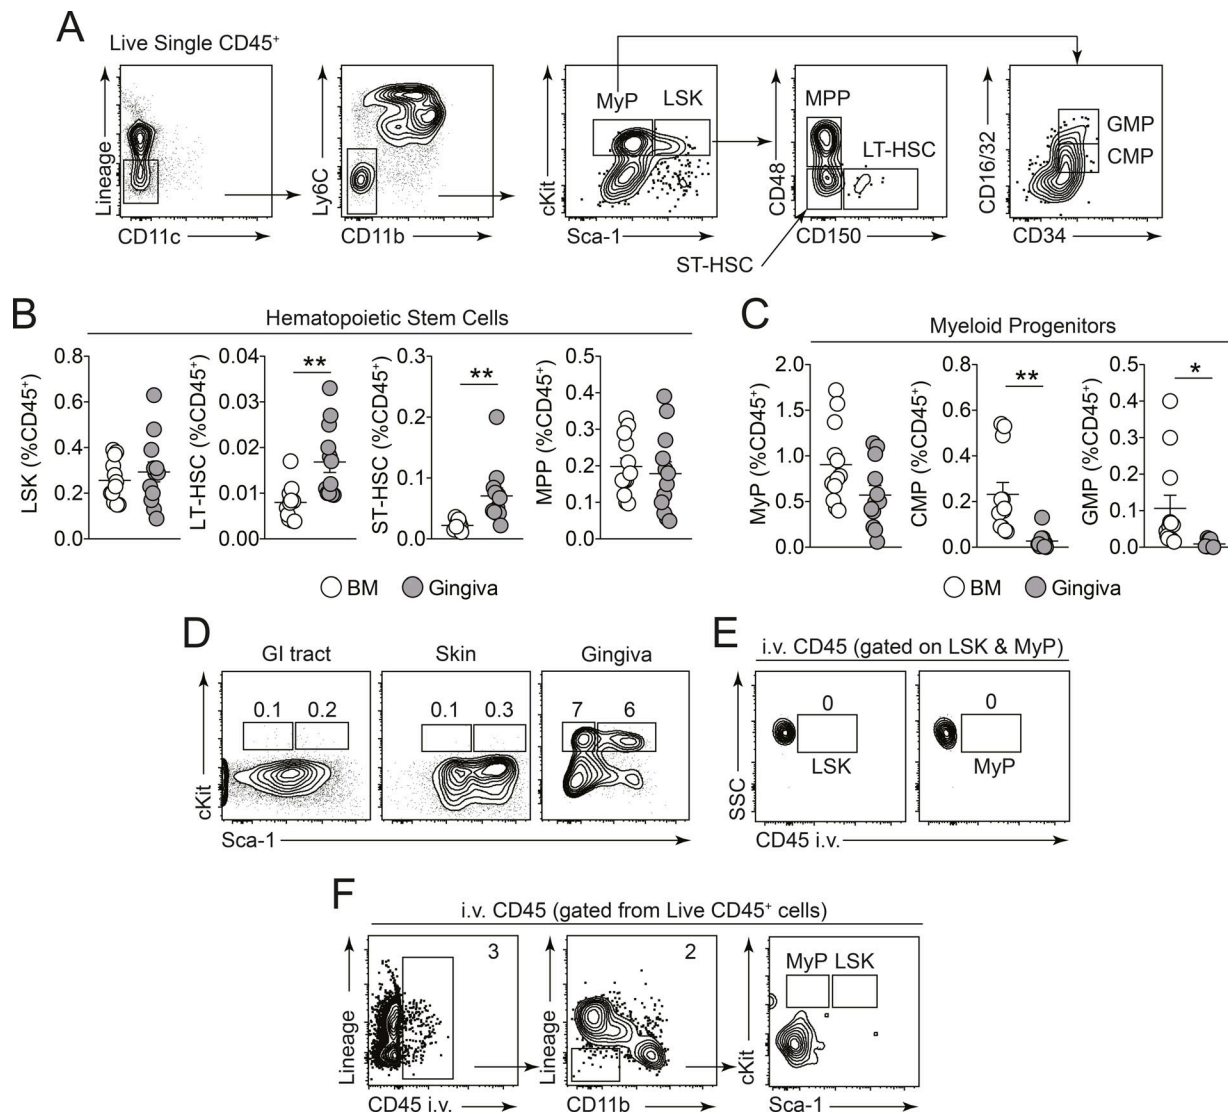 A
Live Single CD45⁺
Lineage
CD11c
Ly6C
CD11b
cKit
MyP
LSK
Sca-1
CD48
MPP
LT-HSC
CD150
ST-HSC
CD16/32
GMP
CMP
CD34
B
Hematopoietic Stem Cells
LSK (%CD45⁺)
0.8
0.6
0.4
0.2
0.0
LT-HSC (%CD45⁺)
0.04
0.03
0.02
0.01
0.00
**
ST-HSC (%CD45⁺)
0.3
0.2
0.1
0.0
**
MPP (%CD45⁺)
0.5
0.4
0.3
0.2
0.1
0.0
BM
Gingiva
C
Myeloid Progenitors
MyP (%CD45⁺)
2.0
1.5
1.0
0.5
0.0
CMP (%CD45⁺)
0.8
0.6
0.4
0.2
0.0
**
GMP (%CD45⁺)
0.5
0.4
0.3
0.2
0.1
0.0
*
BM
Gingiva
D
GI tract
Skin
Gingiva
cKit
0.1
0.2
0.1
0.3
7
6
Sca-1
E
i.v. CD45 (gated on LSK & MyP)
SSC
0
LSK
0
MyP
CD45 i.v.
F
i.v. CD45 (gated from Live CD45⁺ cells)
Lineage
3
CD45 i.v.
Lineage
2
CD11b
cKit
MyP LSK
Sca-1